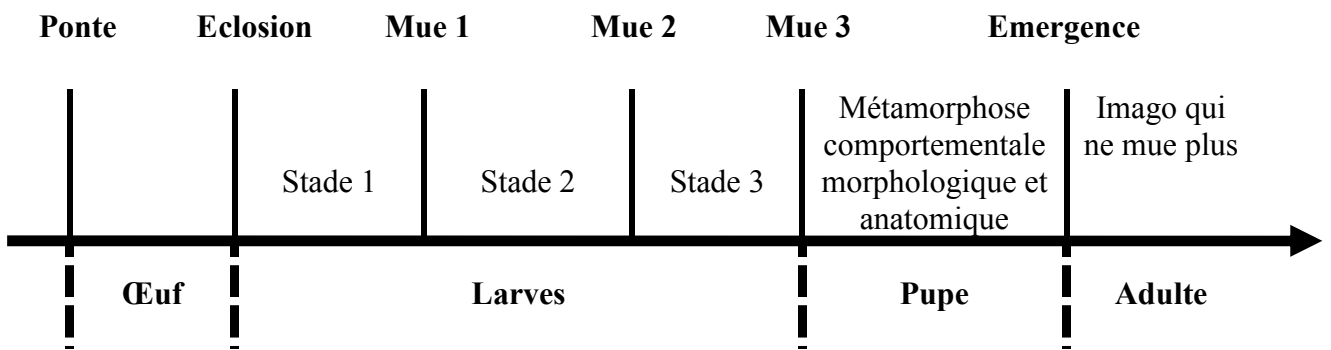 Ponte Eclosion Mue 1 Mue 2 Mue 3 Emergence
Stade 1 Stade 2 Stade 3
Métamorphose
comportementale
morphologique et
anatomique
Imago qui
ne mue plus
Œuf Larves Pupe Adulte